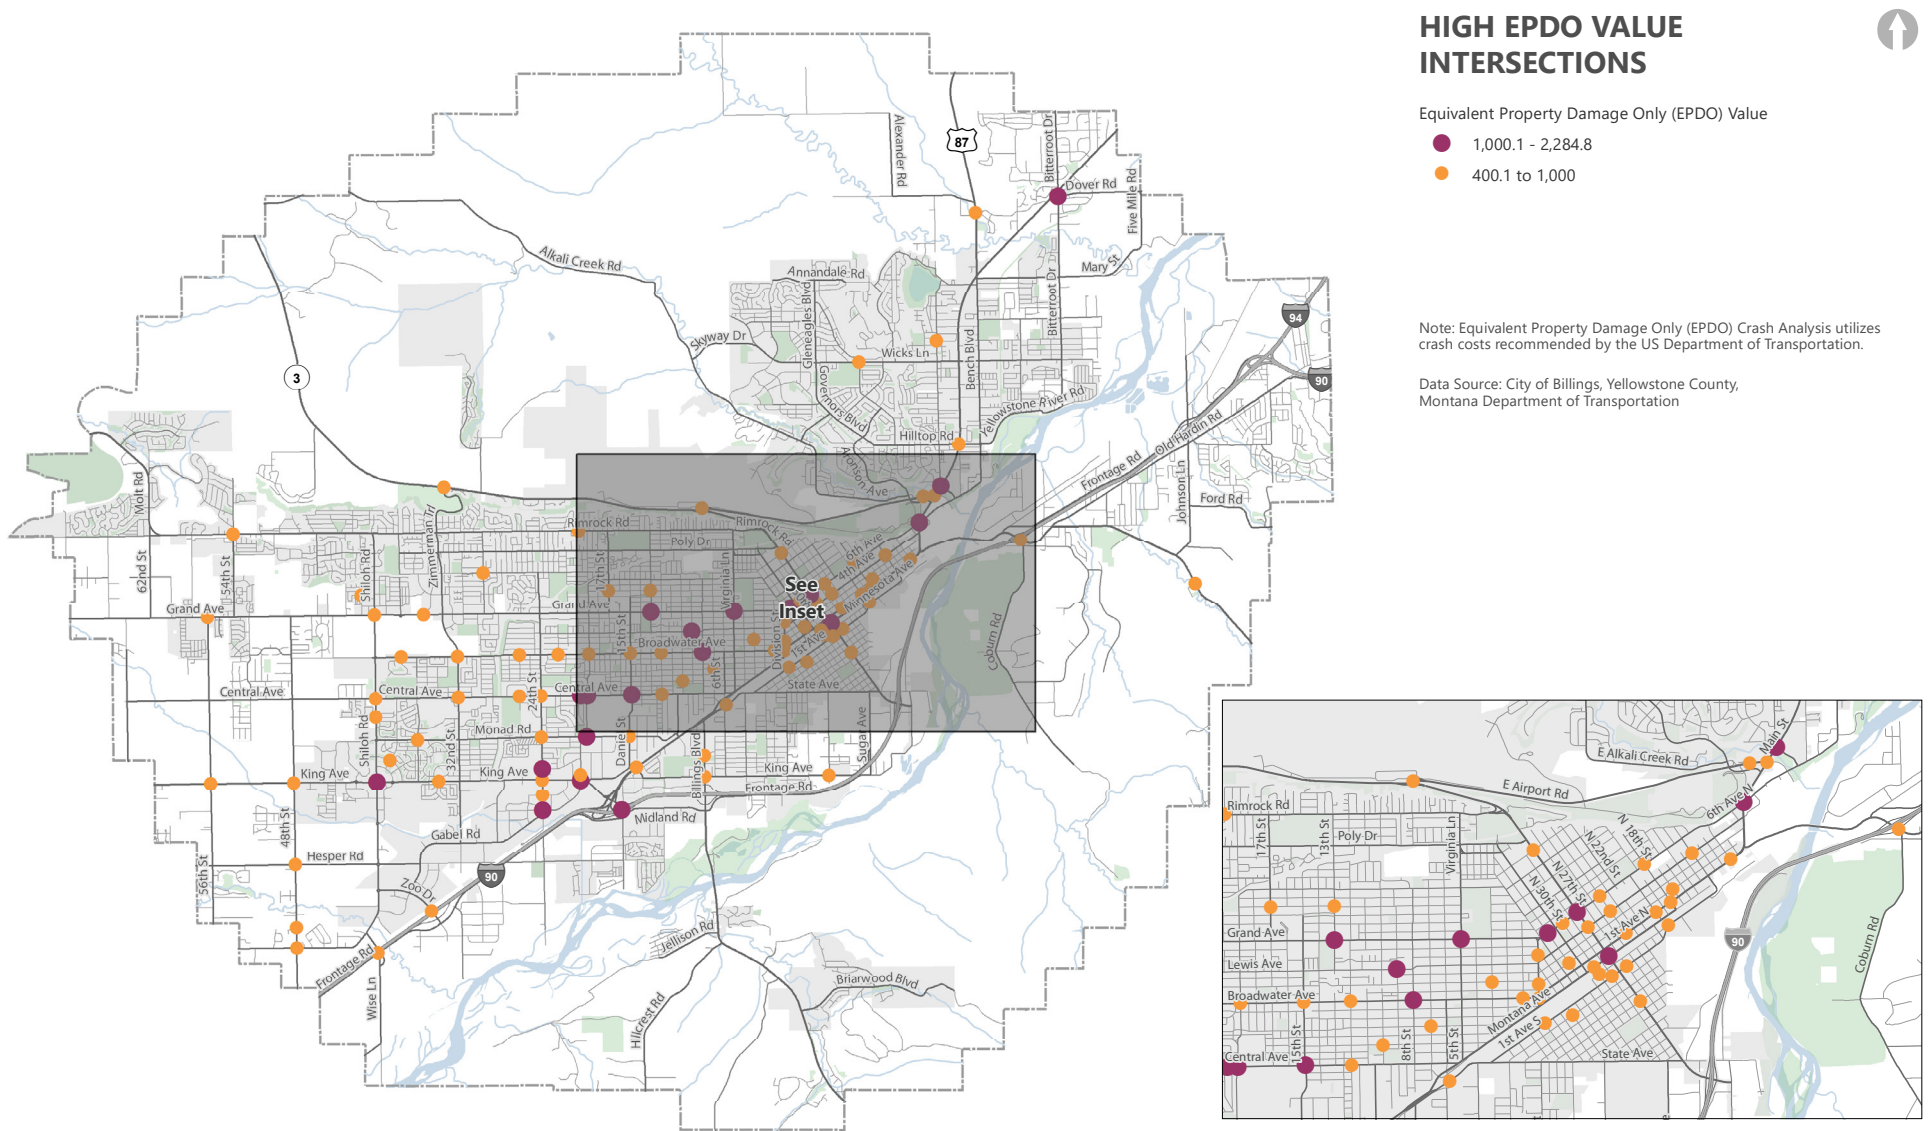 HIGH EPDO VALUE
INTERSECTIONS
Equivalent Property Damage Only (EPDO) Value
1,000.1 - 2,284.8
400.1 to 1,000
Note: Equivalent Property Damage Only (EPDO) Crash Analysis utilizes
crash costs recommended by the US Department of Transportation.
Data Source: City of Billings, Yellowstone County,
Montana Department of Transportation
87
Alexander Rd
Bitterroot Dr
Dover Rd
Five Mile Rd
Alkali Creek Rd
Annandale Rd
Mary St
Bitterroot Dr
Gleneagles Blvd
94
Skyway Dr
Wicks Ln
Bench Blvd
90
3
Governors Blvd
Yellowstone River Rd
Hilltop Rd
Old Hardin Rd
Aronson Ave
Frontage Rd
Johnson Ln
Ford Rd
Molt Rd
Zimmerman Trl
Rimrock Rd
Rimrock Rd
Poly Dr
6th Ave
4th Ave
Minnesota Ave
62nd St
54th St
Shiloh Rd
17th St
Virginia Ln
See
Inset
Grand Ave
Grand Ave
15th St
Broadwater Ave
Division St
1st Ave
Coburn Rd
6th St
State Ave
Central Ave
Central Ave
Central Ave
24th St
Shiloh Rd
32nd St
Monad Rd
Daniel St
Billings Blvd
Sugar Ave
King Ave
King Ave
King Ave
Frontage Rd
48th St
Gabel Rd
Midland Rd
Hesper Rd
56th St
90
Zoo Dr
Frontage Rd
Jellison Rd
Wise Ln
Hillcrest Rd
Briarwood Blvd
Main St
E Alkali Creek Rd
E Airport Rd
6th Ave N
Rimrock Rd
17th St
13th St
Poly Dr
Virginia Ln
N 18th St
N 22nd St
N 27th St
N 30th St
1st Ave N
Grand Ave
90
Coburn Rd
Lewis Ave
Broadwater Ave
Montana Ave
1st Ave S
15th St
8th St
5th St
Central Ave
State Ave